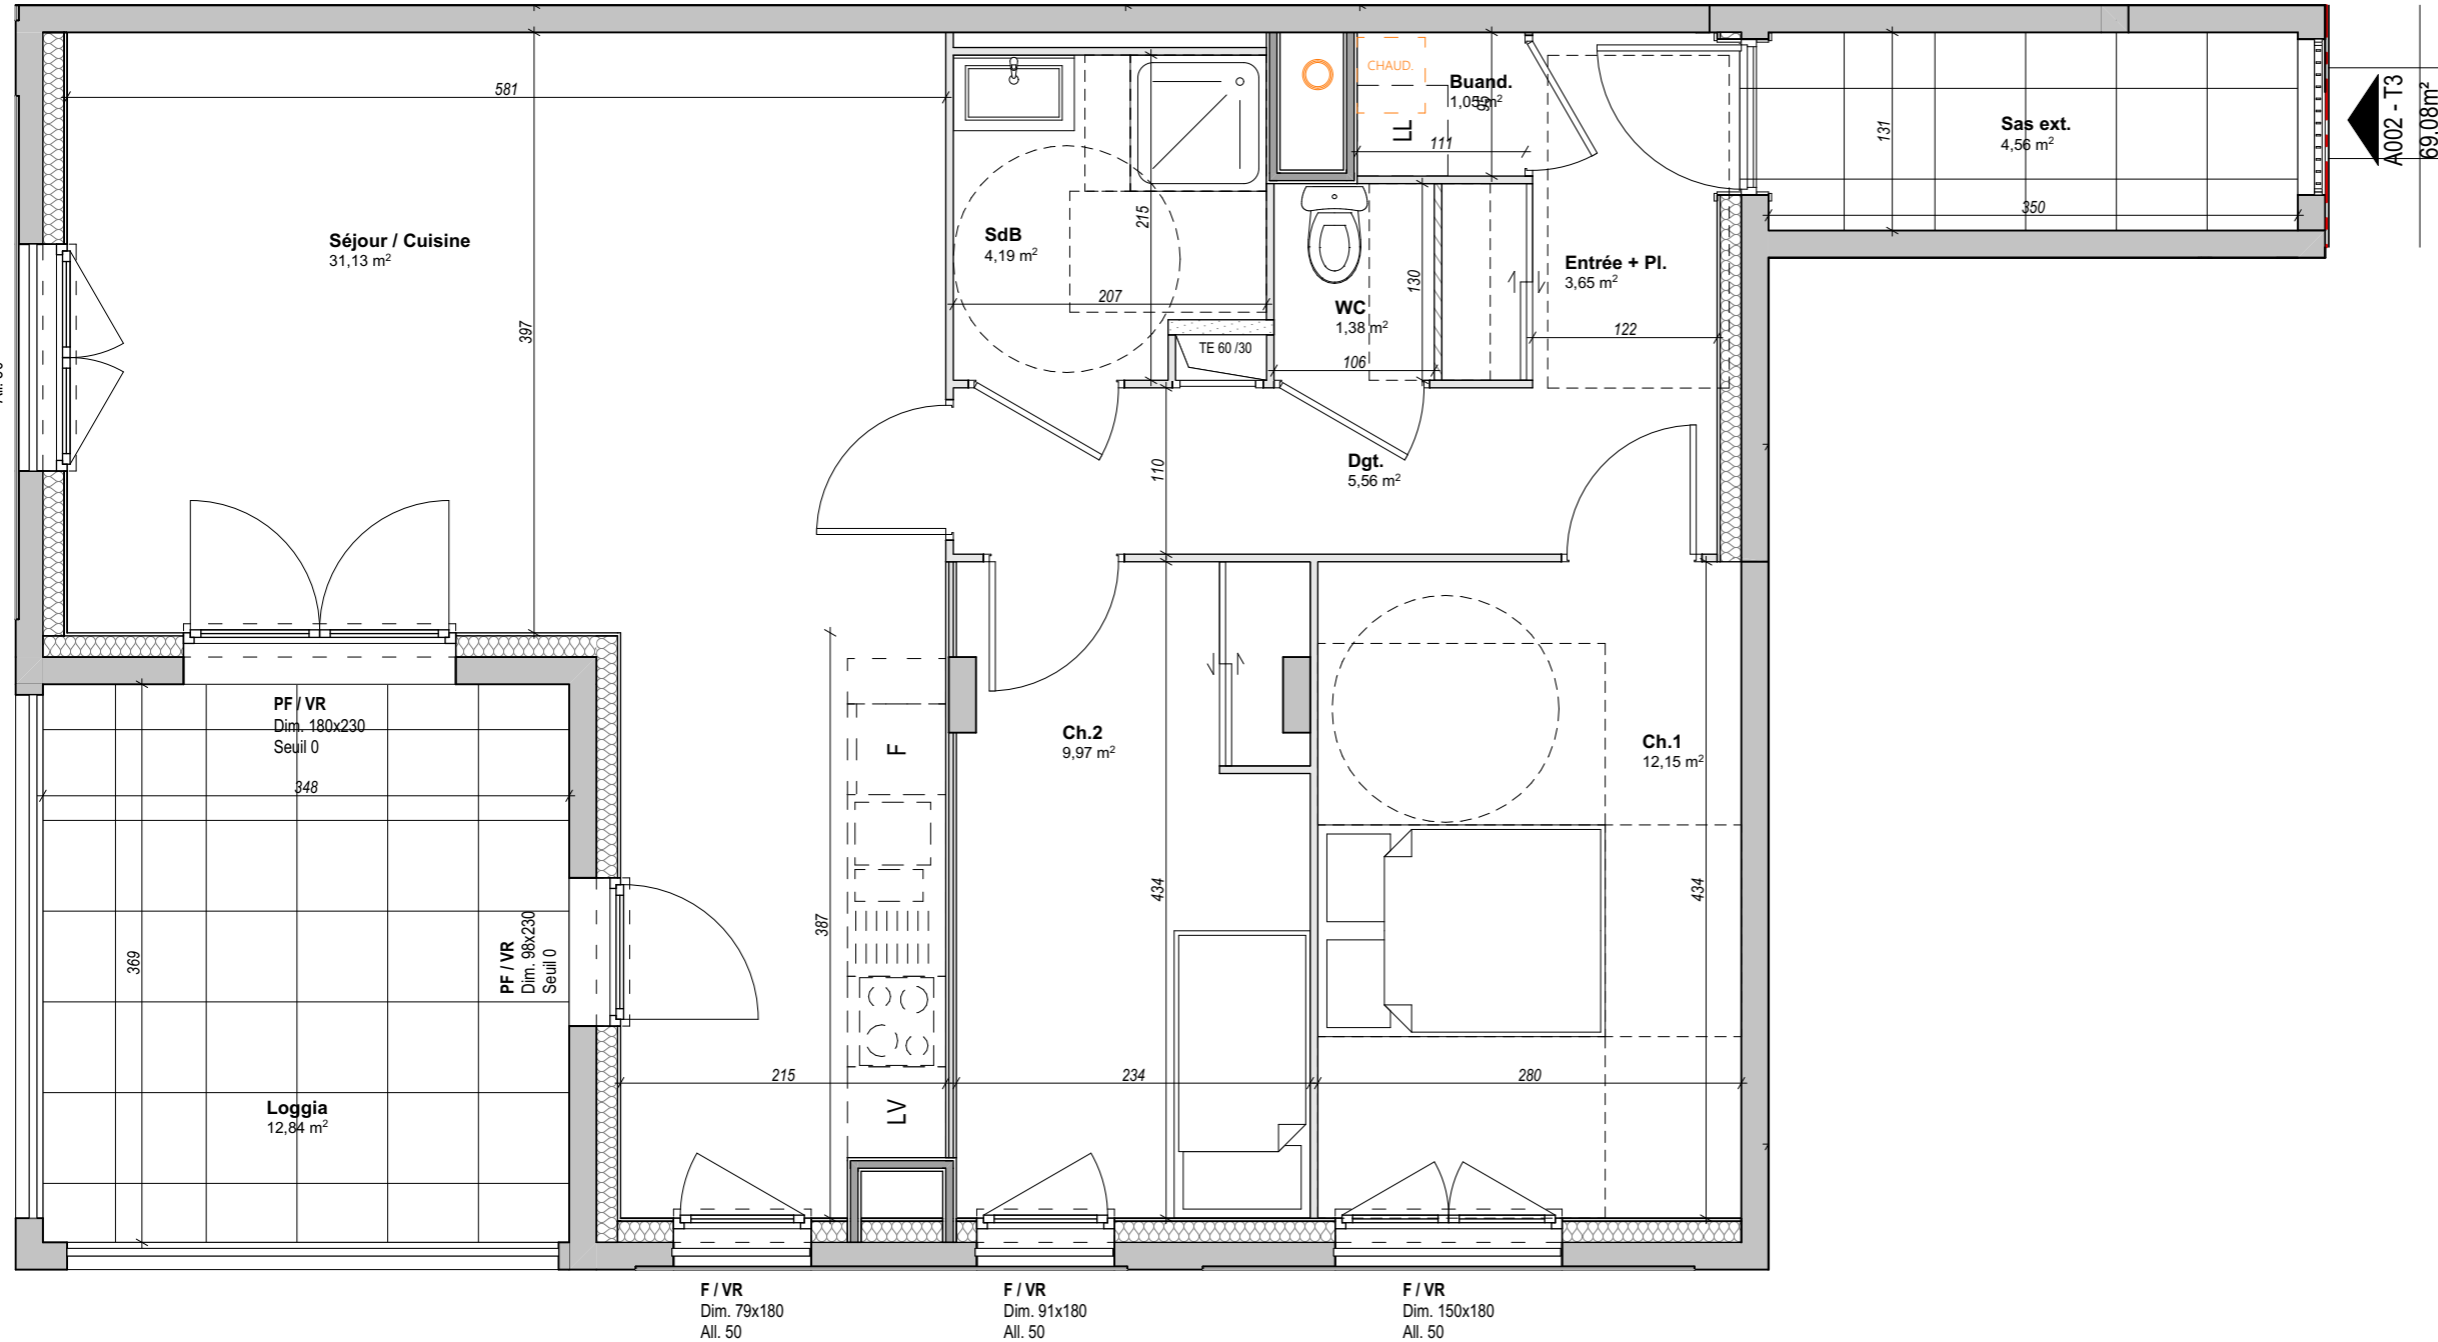 581
CHAUD.
Buand.
1,05 m²
LL
111
131
Sas ext.
4,56 m²
350
A002 - T3
69,08m²
Séjour / Cuisine
31,13 m²
397
SdB
4,19 m²
215
207
TE 60 /30
WC
1,38 m²
130
106
Entrée + Pl.
3,65 m²
122
Dgt.
5,56 m²
110
PF / VR
Dim. 180x230
Seuil 0
348
369
Loggia
12,84 m²
PF / VR
Dim. 98x230
Seuil 0
F
387
215
LV
Ch.2
9,97 m²
434
234
Ch.1
12,15 m²
434
280
F / VR
Dim. 79x180
All. 50
F / VR
Dim. 91x180
All. 50
F / VR
Dim. 150x180
All. 50